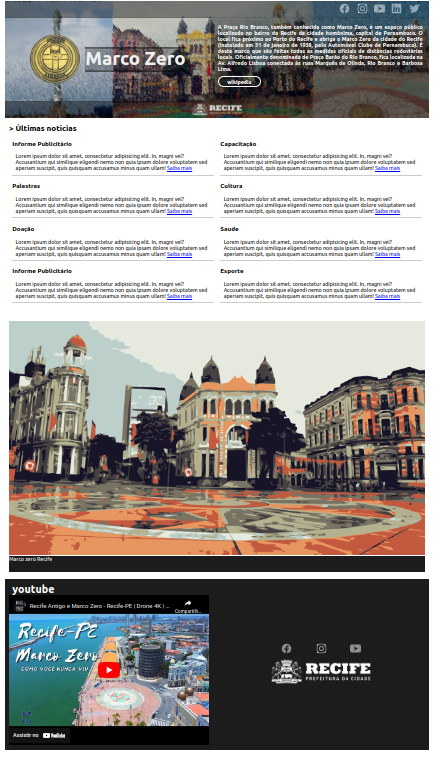 A Praça Rio Branco, também conhecida como Marco Zero, é um espaço público
localizado no bairro do Recife da cidade homônima, capital de Pernambuco. O
local fica próximo ao Porto do Recife e abriga o Marco Zero da cidade do Recife
(instalado em 31 de janeiro de 1938, pelo Automóvel Clube de Pernambuco). É
deste marco que são feitas todas as medidas oficiais de distâncias rodoviárias
locais. Oficialmente denominada de Praça Barão do Rio Branco, fica localizada na
Av. Alfredo Lisboa conectada às ruas Marquês de Olinda, Rio Branco e Barbosa
Lima.
Marco Zero
wikipedia
RECIFE
> Últimas noticias
Informe Publicitário
Lorem ipsum dolor sit amet, consectetur adipisicing elit. In, magni vel?
Accusantium qui similique eligendi nemo non quia ipsam dolore voluptatem sed
aperiam suscipit, quis quisquam accusamus minus quam ullam! Saiba mais
Capacitação
Lorem ipsum dolor sit amet, consectetur adipisicing elit. In, magni vel?
Accusantium qui similique eligendi nemo non quia ipsam dolore voluptatem sed
aperiam suscipit, quis quisquam accusamus minus quam ullam! Saiba mais
Palestras
Lorem ipsum dolor sit amet, consectetur adipisicing elit. In, magni vel?
Accusantium qui similique eligendi nemo non quia ipsam dolore voluptatem sed
aperiam suscipit, quis quisquam accusamus minus quam ullam! Saiba mais
Cultura
Lorem ipsum dolor sit amet, consectetur adipisicing elit. In, magni vel?
Accusantium qui similique eligendi nemo non quia ipsam dolore voluptatem sed
aperiam suscipit, quis quisquam accusamus minus quam ullam! Saiba mais
Doação
Lorem ipsum dolor sit amet, consectetur adipisicing elit. In, magni vel?
Accusantium qui similique eligendi nemo non quia ipsam dolore voluptatem sed
aperiam suscipit, quis quisquam accusamus minus quam ullam! Saiba mais
Saude
Lorem ipsum dolor sit amet, consectetur adipisicing elit. In, magni vel?
Accusantium qui similique eligendi nemo non quia ipsam dolore voluptatem sed
aperiam suscipit, quis quisquam accusamus minus quam ullam! Saiba mais
Informe Publicitário
Lorem ipsum dolor sit amet, consectetur adipisicing elit. In, magni vel?
Accusantium qui similique eligendi nemo non quia ipsam dolore voluptatem sed
aperiam suscipit, quis quisquam accusamus minus quam ullam! Saiba mais
Esporte
Lorem ipsum dolor sit amet, consectetur adipisicing elit. In, magni vel?
Accusantium qui similique eligendi nemo non quia ipsam dolore voluptatem sed
aperiam suscipit, quis quisquam accusamus minus quam ullam! Saiba mais
Marco zero Recife
youtube
Recife Antigo e Marco Zero - Recife-PE | Drone 4K | ...
Compartilh...
Recife-PE
Marco Zero
COMO VOCÊ NUNCA VIU
Assistir no YouTube
RECIFE
PREFEITURA DA CIDADE